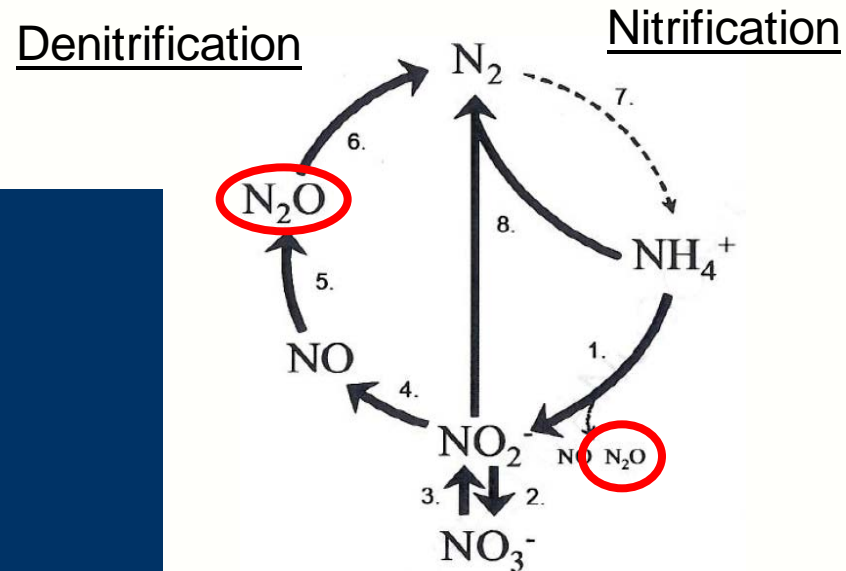 Denitrification
Nitrification
N₂
7.
6.
N₂O
8.
NH₄⁺
5.
1.
NO
4.
NO₂⁻
NO N₂O
3.
2.
NO₃⁻